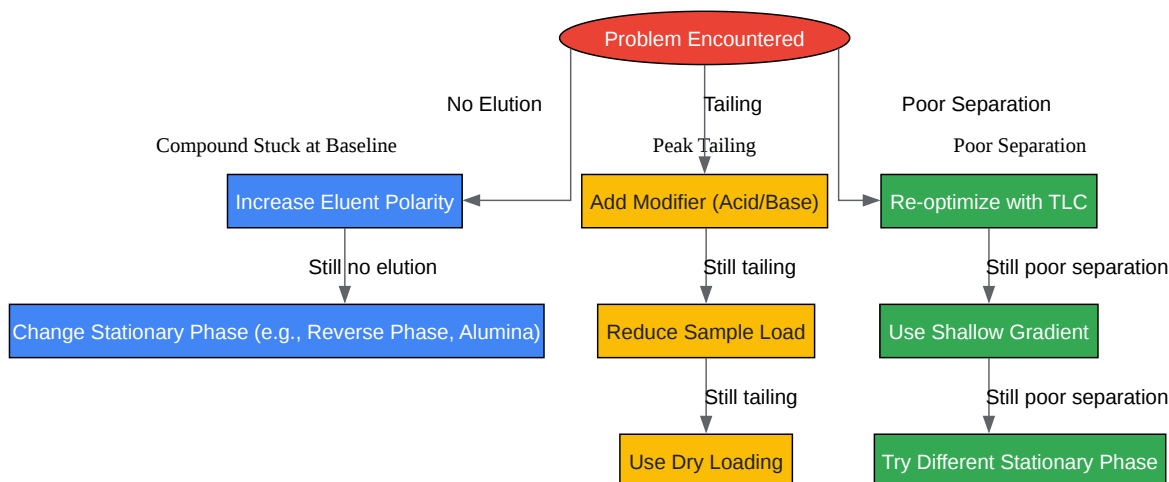 Problem Encountered
No Elution
Tailing
Poor Separation
Compound Stuck at Baseline
Peak Tailing
Poor Separation
Increase Eluent Polarity
Add Modifier (Acid/Base)
Re-optimize with TLC
Still no elution
Still tailing
Still poor separation
Change Stationary Phase (e.g., Reverse Phase, Alumina)
Reduce Sample Load
Use Shallow Gradient
Still tailing
Still poor separation
Use Dry Loading
Try Different Stationary Phase